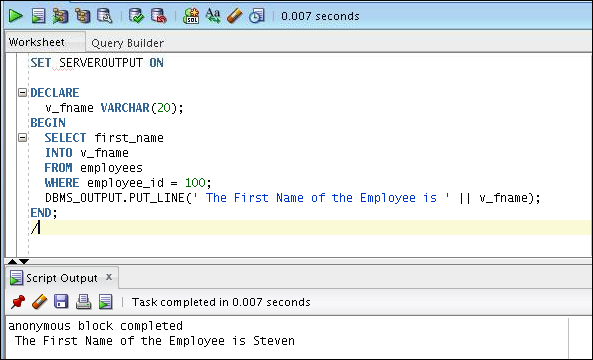 0.007 seconds
Worksheet Query Builder
SET SERVEROUTPUT ON
DECLARE
v_fname VARCHAR(20);
BEGIN
SELECT first_name
INTO v_fname
FROM employees
WHERE employee_id = 100;
DBMS_OUTPUT.PUT_LINE(' The First Name of the Employee is ' || v_fname);
END;
/
Script Output x
Task completed in 0.007 seconds
anonymous block completed
The First Name of the Employee is Steven